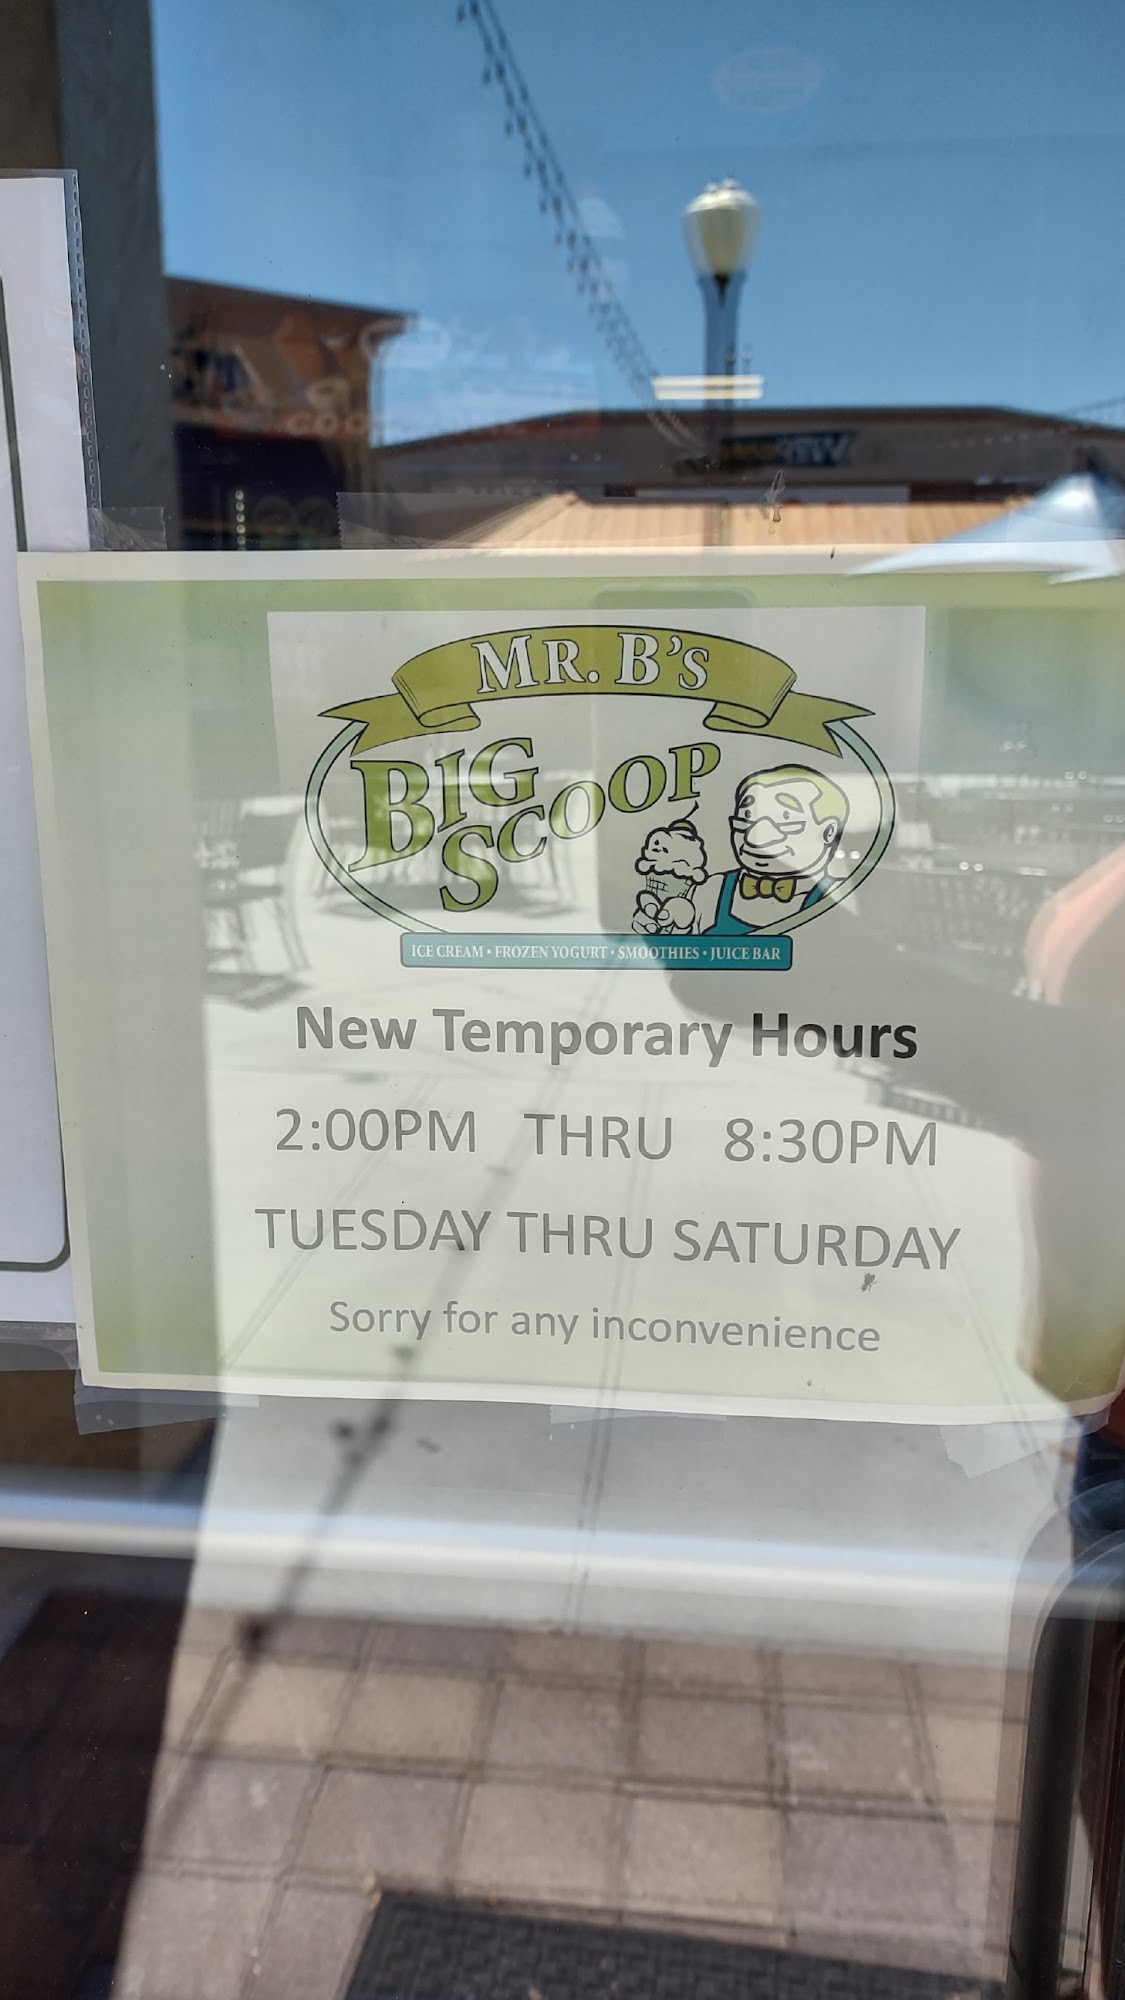 MR. B'S
BIG
SCOOP
ICE CREAM • FROZEN YOGURT • SMOOTHIES • JUICE BAR
New Temporary Hours
2:00PM THRU 8:30PM
TUESDAY THRU SATURDAY
Sorry for any inconvenience